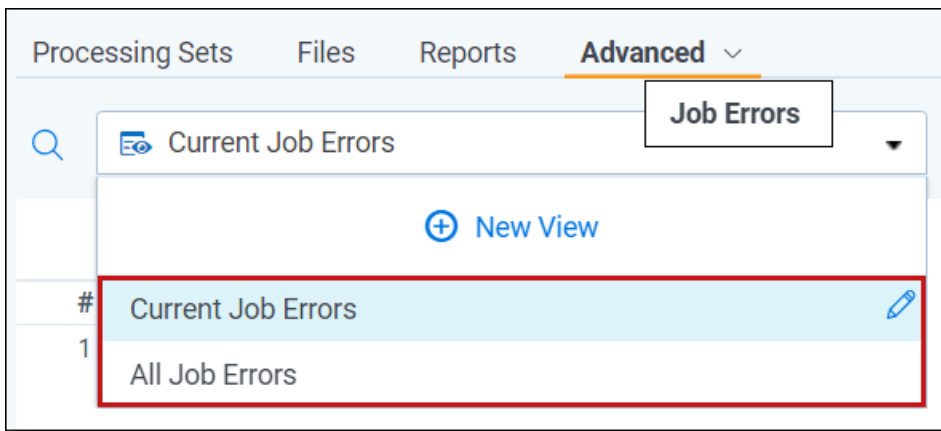 Processing Sets Files Reports Advanced
Job Errors
Current Job Errors
New View
#
Current Job Errors
1
All Job Errors